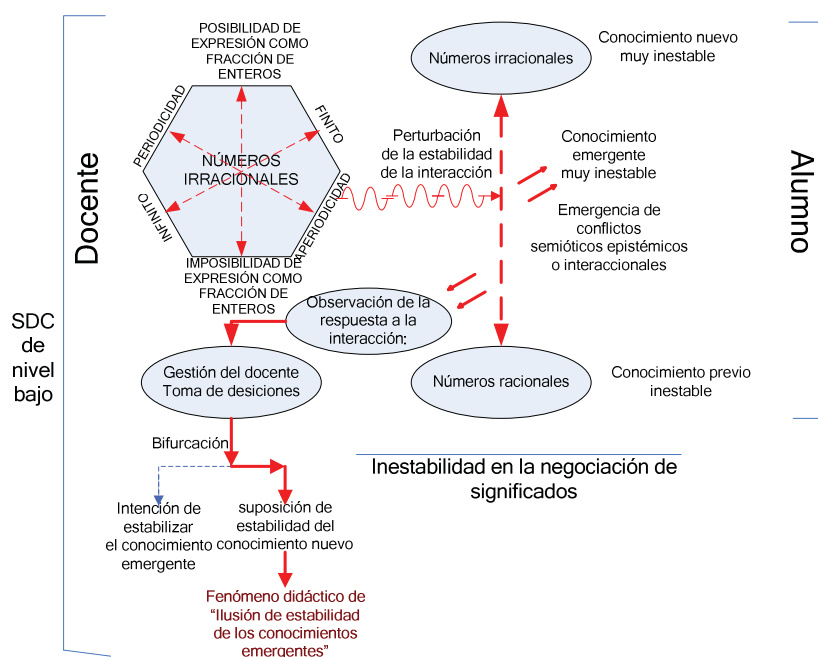 POSIBILIDAD DE
EXPRESIÓN COMO
FRACCIÓN DE
ENTEROS
PERIODICIDAD
FINITO
NÚMEROS
IRRACIONALES
INFINITO
APERIODICIDAD
IMPOSIBILIDAD DE
EXPRESIÓN COMO
FRACCIÓN DE
ENTEROS
Docente
SDC
de
nivel
bajo
Números irracionales
Conocimiento nuevo
muy inestable
Perturbación
de la estabilidad
de la interacción
Conocimiento
emergente
muy inestable
Emergencia de
conflictos
semióticos epistémicos
o interaccionales
Alumno
Observación de la
respuesta a la
interacción:
Gestión del docente
Toma de desiciones
Números racionales
Conocimiento previo
inestable
Bifurcación
Inestabilidad en la negociación de
significados
Intención de
estabilizar
el conocimiento
emergente
suposición de
estabilidad del
conocimiento nuevo
Fenómeno didáctico de
“Ilusión de estabilidad
de los conocimientos
emergentes”